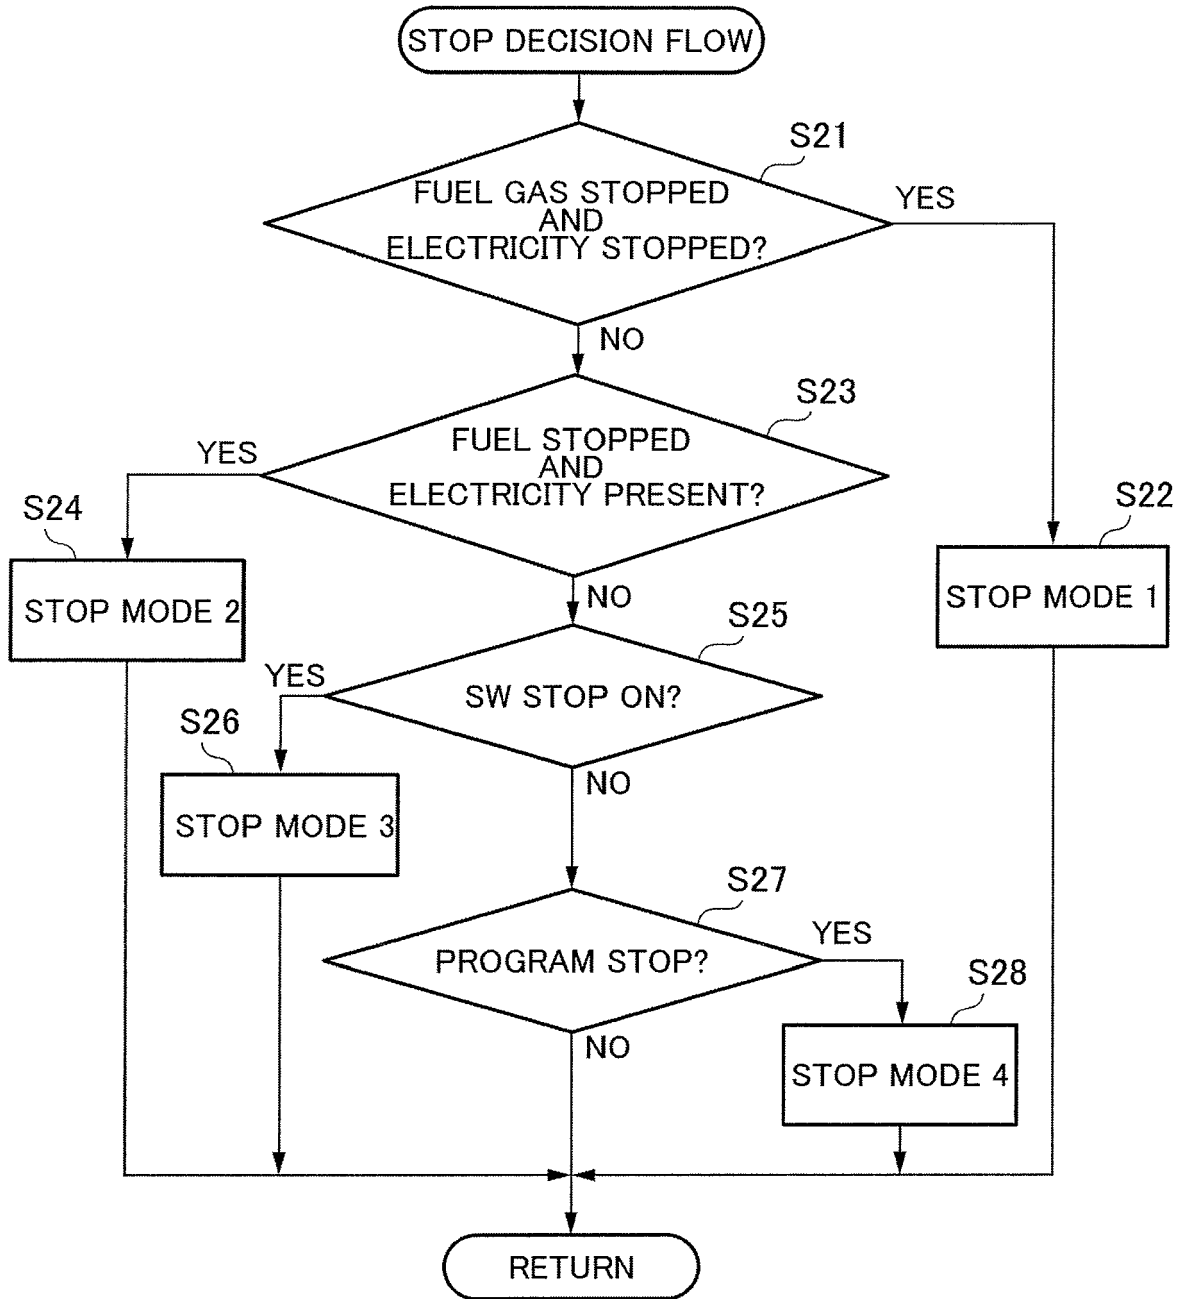 STOP DECISION FLOW
S21
FUEL GAS STOPPED
AND
ELECTRICITY STOPPED?
YES
NO
S23
FUEL STOPPED
AND
ELECTRICITY PRESENT?
YES
S24
STOP MODE 2
S22
STOP MODE 1
NO
S25
SW STOP ON?
YES
S26
STOP MODE 3
NO
S27
PROGRAM STOP?
YES
S28
STOP MODE 4
NO
RETURN